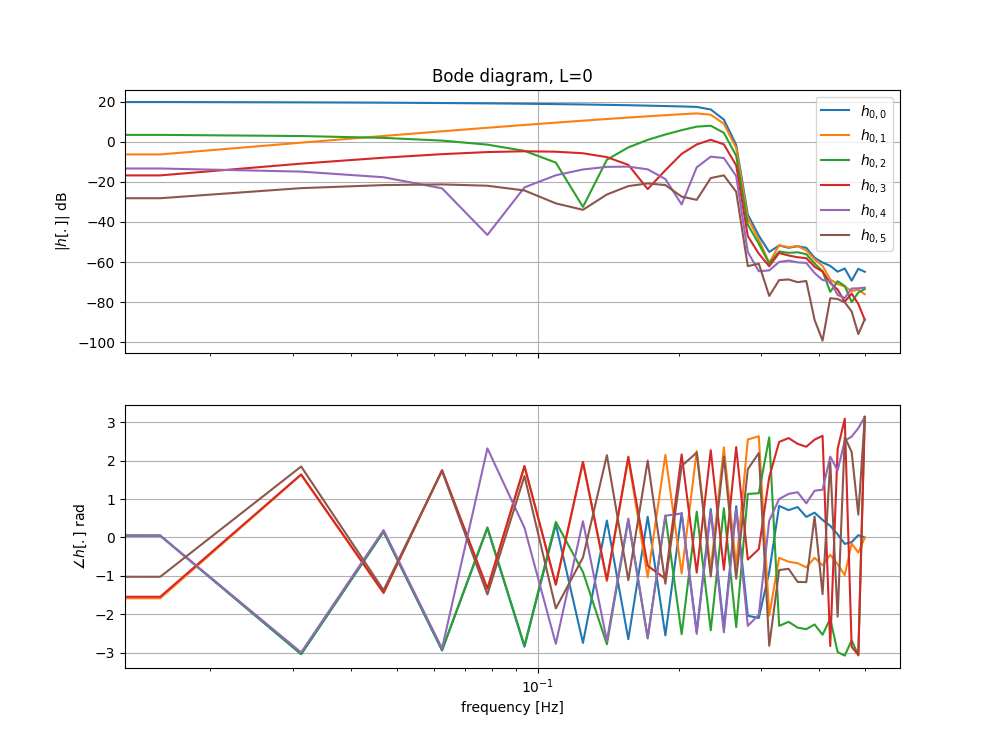 Bode diagram, L=0
|h[.]| dB
20
0
−20
−40
−60
−80
−100
h0,0
h0,1
h0,2
h0,3
h0,4
h0,5
∠h[.] rad
3
2
1
0
−1
−2
−3
10−1
frequency [Hz]